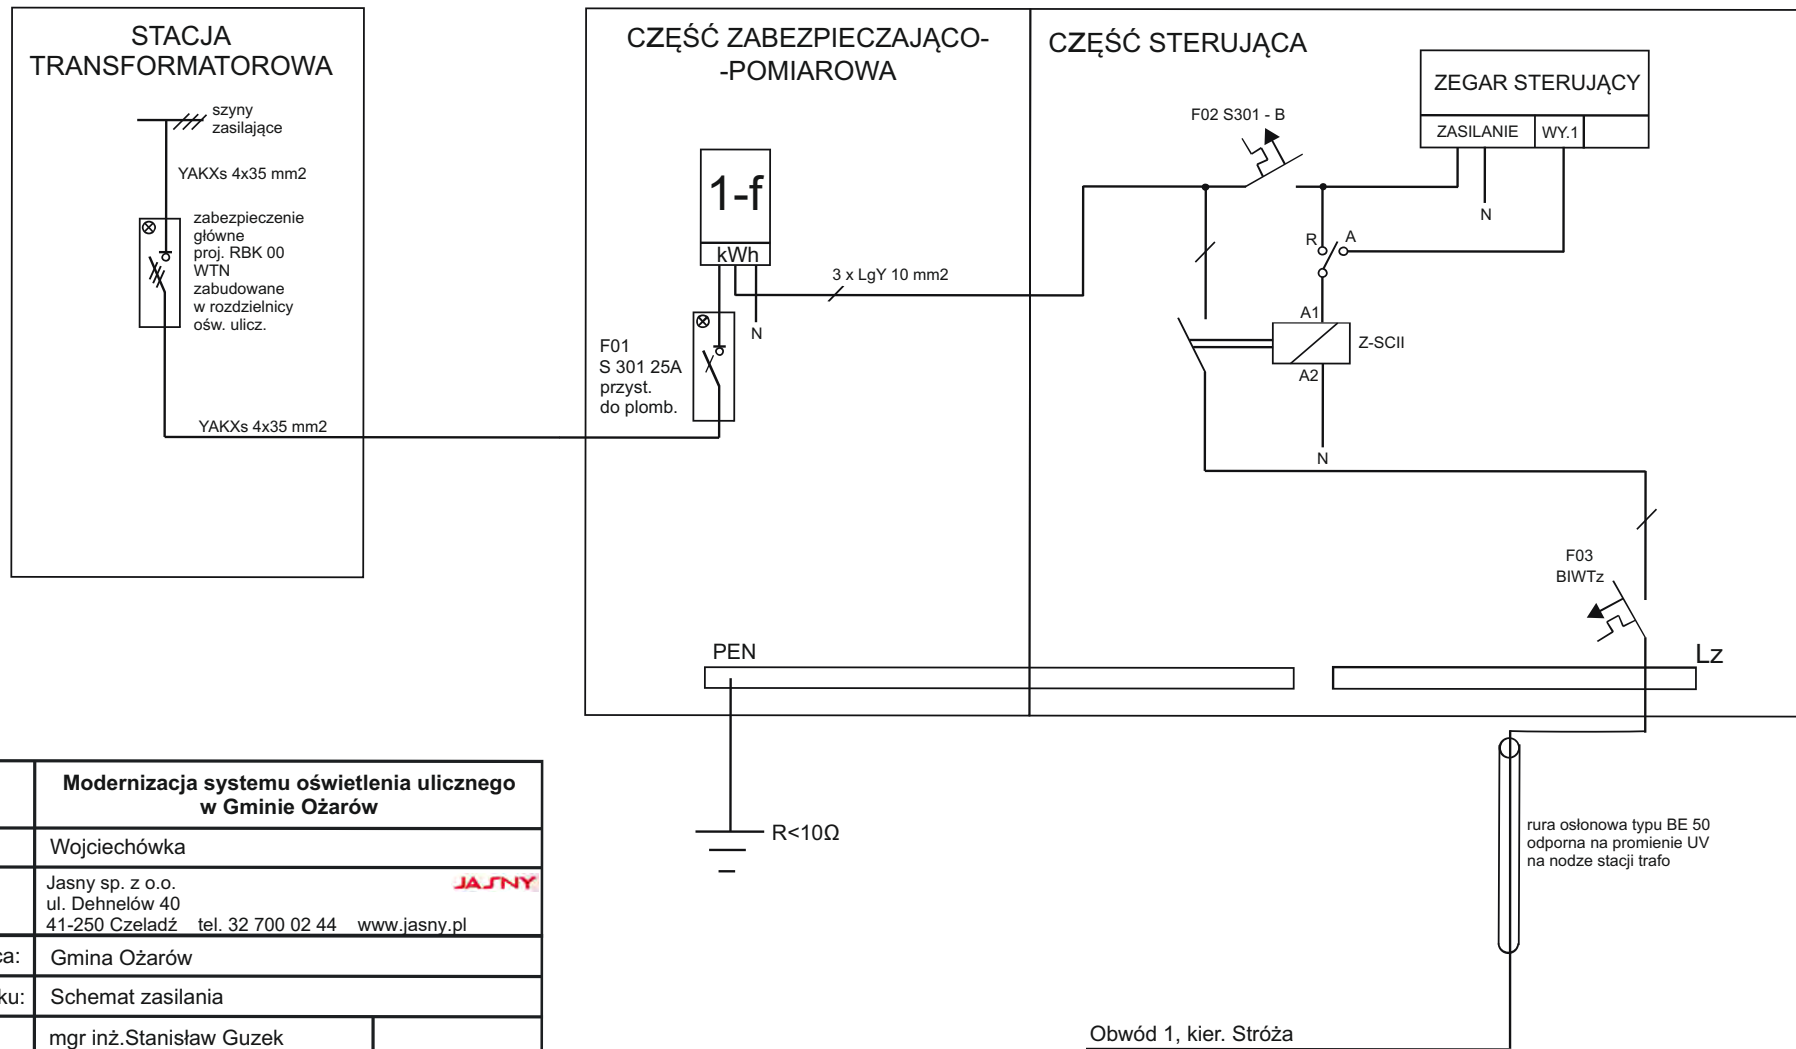 STACJA
TRANSFORMATOROWA
szyny
zasilające
YAKXs 4x35 mm2
zabezpieczenie
główne
proj. RBK 00
WTN
zabudowane
w rozdzielnicy
ośw. ulicz.
YAKXs 4x35 mm2
CZĘŚĆ ZABEZPIECZAJĄCO-
-POMIAROWA
1-f
kWh
N
F01
S 301 25A
przyst.
do plomb.
3 x LgY 10 mm2
PEN
R<10Ω
CZĘŚĆ STERUJĄCA
F02 S301 - B
ZEGAR STERUJĄCY
ZASILANIE WY.1
N
R A
A1
Z-SCII
A2
N
F03
BIWTz
Lz
rura osłonowa typu BE 50
odporna na promienie UV
na nodze stacji trafo
Obwód 1, kier. Stróża
Modernizacja systemu oświetlenia ulicznego
w Gminie Ożarów
Wojciechówka
Jasny sp. z o.o. JASNY
ul. Dehnelów 40
41-250 Czeladź tel. 32 700 02 44 www.jasny.pl
ca: Gmina Ożarów
ku: Schemat zasilania
mgr inż.Stanisław Guzek